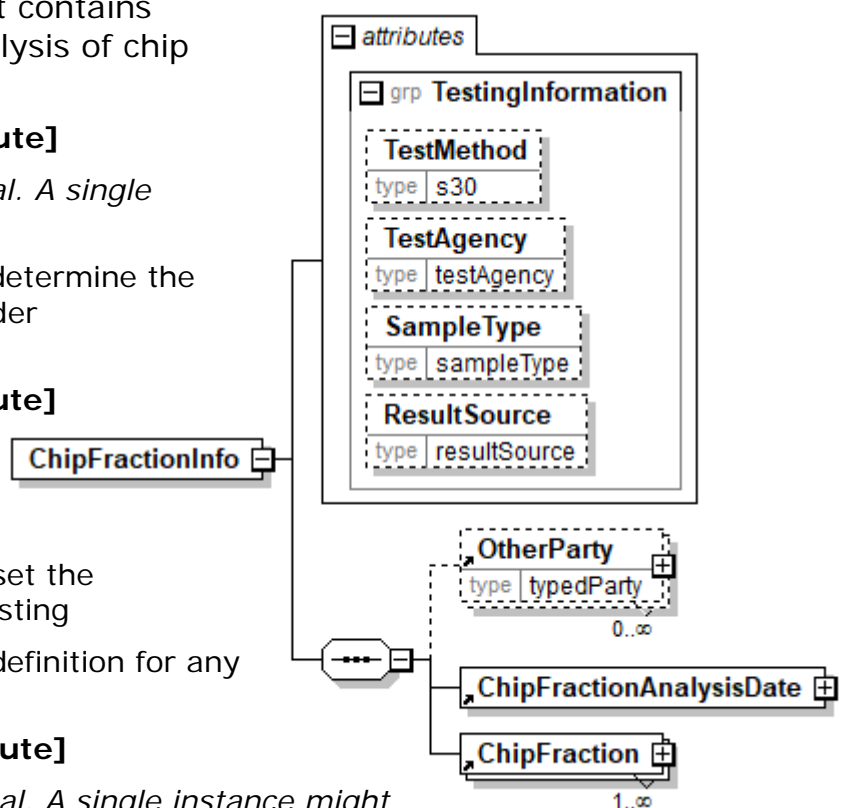 t contains
lysis of chip
ute]
al. A single
determine the
der
ute]
set the
sting
definition for any
ute]
al. A single instance might
attributes
grp TestingInformation
TestMethod
type s30
TestAgency
type testAgency
SampleType
type sampleType
ResultSource
type resultSource
ChipFractionInfo
OtherParty
type typedParty
0..∞
ChipFractionAnalysisDate
ChipFraction
1..∞